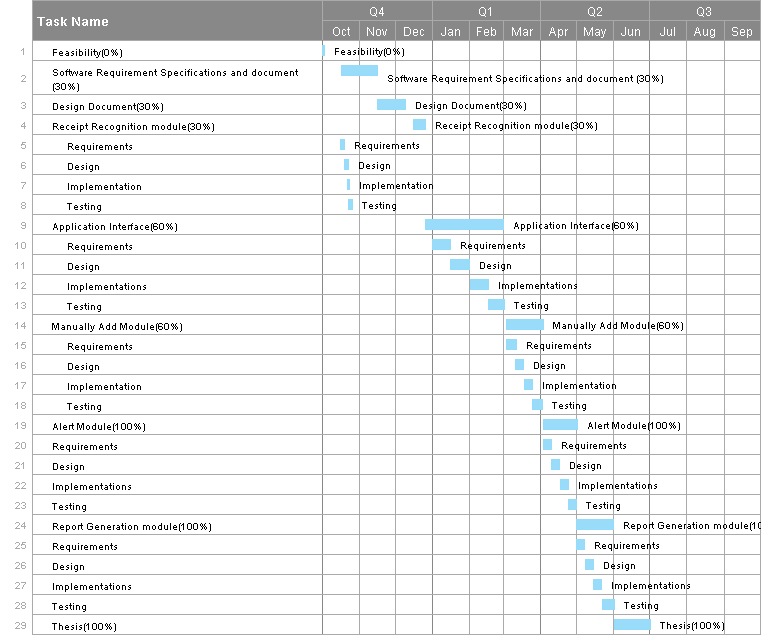 Task Name
Q4 Q1 Q2 Q3
Oct Nov Dec Jan Feb Mar Apr May Jun Jul Aug Sep
1 Feasibility(0%) Feasibility(0%)
2 Software Requirement Specifications and document
(30%) Software Requirement Specifications and document (30%)
3 Design Document(30%) Design Document(30%)
4 Receipt Recognition module(30%) Receipt Recognition module(30%)
5 Requirements Requirements
6 Design Design
7 Implementation Implementation
8 Testing Testing
9 Application Interface(60%) Application Interface(60%)
10 Requirements Requirements
11 Design Design
12 Implementations Implementations
13 Testing Testing
14 Manually Add Module(60%) Manually Add Module(60%)
15 Requirements Requirements
16 Design Design
17 Implementation Implementation
18 Testing Testing
19 Alert Module(100%) Alert Module(100%)
20 Requirements Requirements
21 Design Design
22 Implementations Implementations
23 Testing Testing
24 Report Generation module(100%) Report Generation module(10
25 Requirements Requirements
26 Design Design
27 Implementations Implementations
28 Testing Testing
29 Thesis(100%) Thesis(100%)